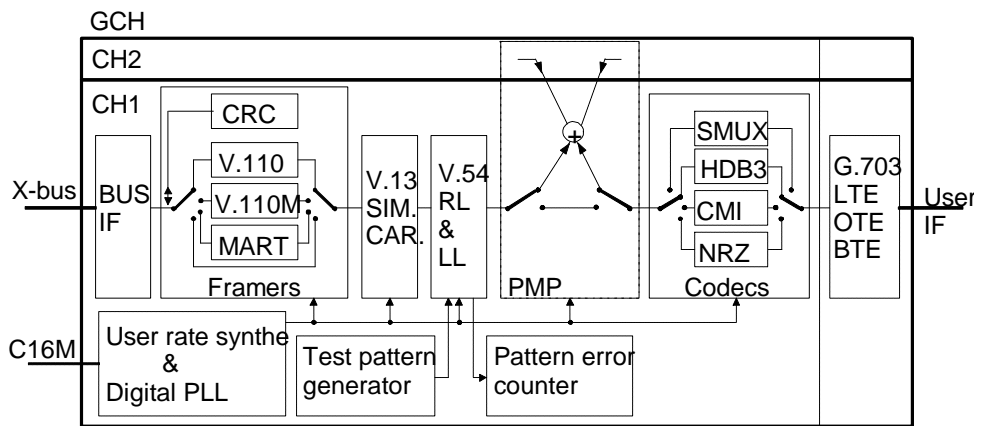 GCH
CH2
CH1
CRC
V.110
V.110M
MART
Framers
X-bus
BUS
IF
V.13
SIM.
CAR.
V.54
RL
&
LL
+
PMP
SMUX
HDB3
CMI
NRZ
Codecs
G.703
LTE
OTE
BTE
User
IF
C16M
User rate synthe
&
Digital PLL
Test pattern
generator
Pattern error
counter